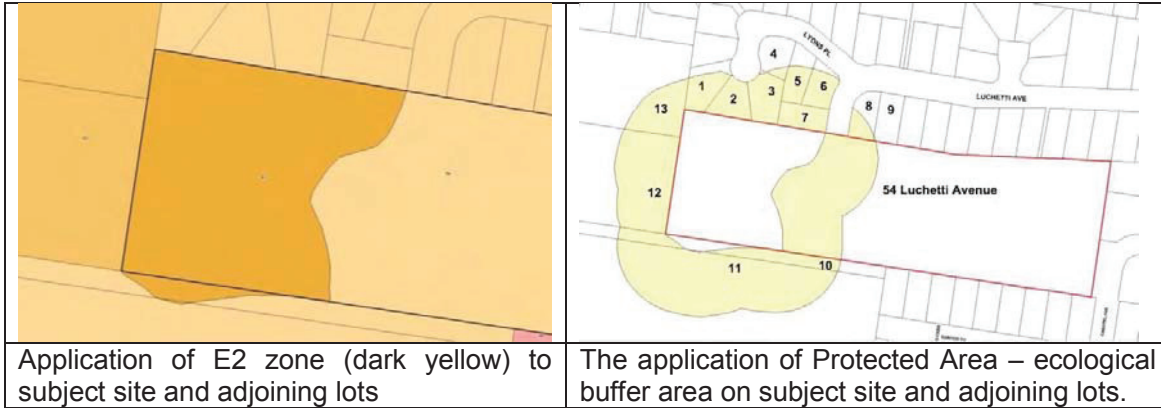 LYONS PL
4
1
2
3
5
6
13
7
8
9
LUCHETTI AVE
12
54 Luchetti Avenue
11
10
Application of E2 zone (dark yellow) to
subject site and adjoining lots
The application of Protected Area – ecological
buffer area on subject site and adjoining lots.